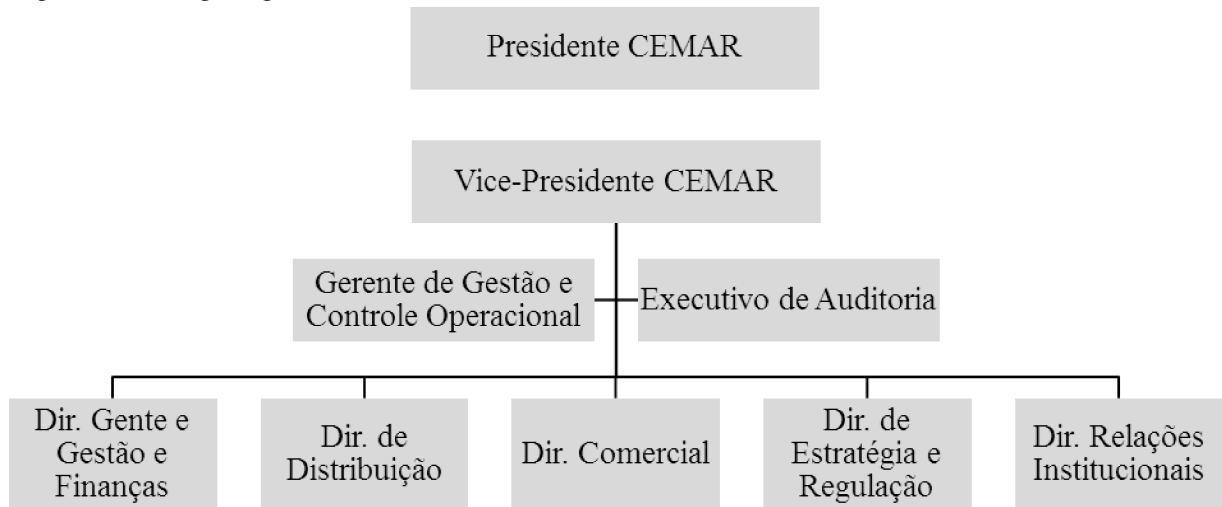 Presidente CEMAR
Vice-Presidente CEMAR
Gerente de Gestão e
Controle Operacional
Executivo de Auditoria
Dir. Gente e
Gestão e
Finanças
Dir. de
Distribuição
Dir. Comercial
Dir. de
Estratégia e
Regulação
Dir. Relações
Institucionais